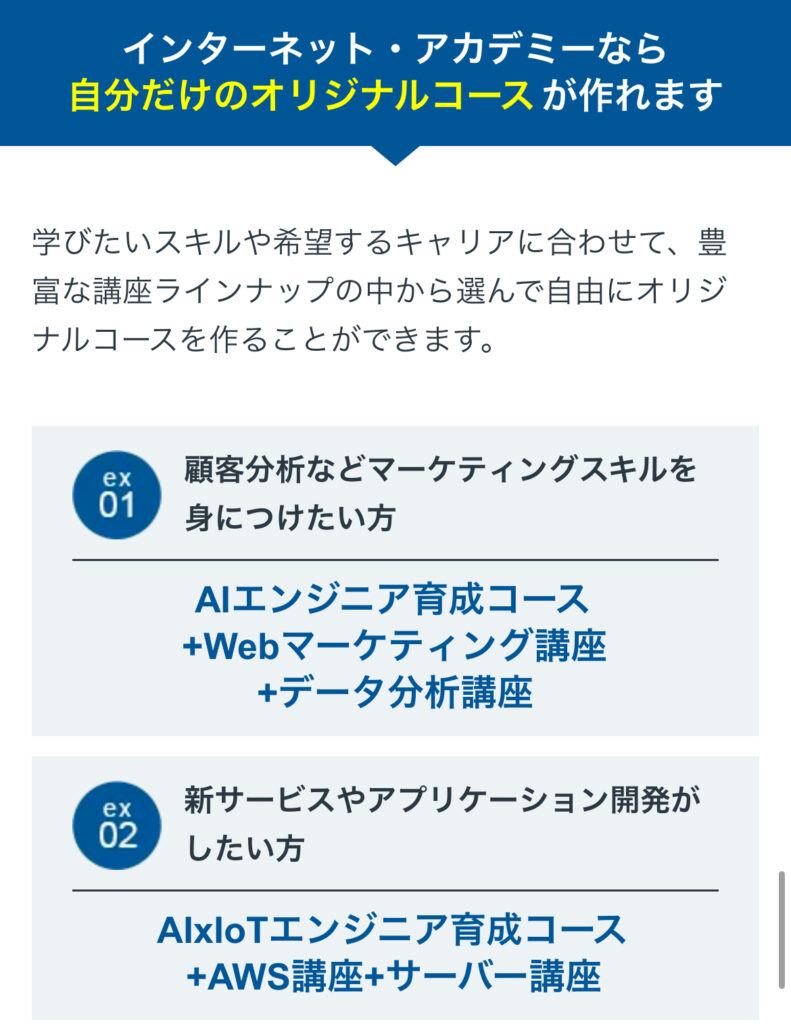 インターネット・アカデミーなら
自分だけのオリジナルコースが作れます
学びたいスキルや希望するキャリアに合わせて、豊
富な講座ラインナップの中から選んで自由にオリジ
ナルコースを作ることができます。
ex
01
顧客分析などマーケティングスキルを
身につけたい方
AIエンジニア育成コース
+Webマーケティング講座
+データ分析講座
ex
02
新サービスやアプリケーション開発が
したい方
AIxIoTエンジニア育成コース
+AWS講座+サーバー講座